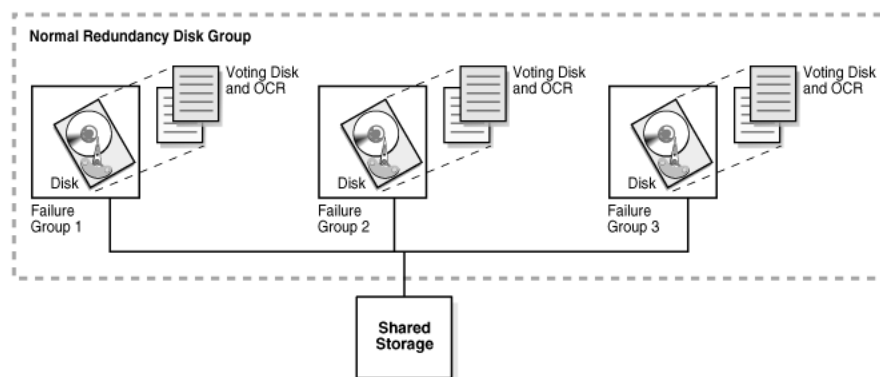 Normal Redundancy Disk Group
Voting Disk
and OCR
Disk
Failure
Group 1
Voting Disk
and OCR
Disk
Failure
Group 2
Voting Disk
and OCR
Disk
Failure
Group 3
Shared
Storage